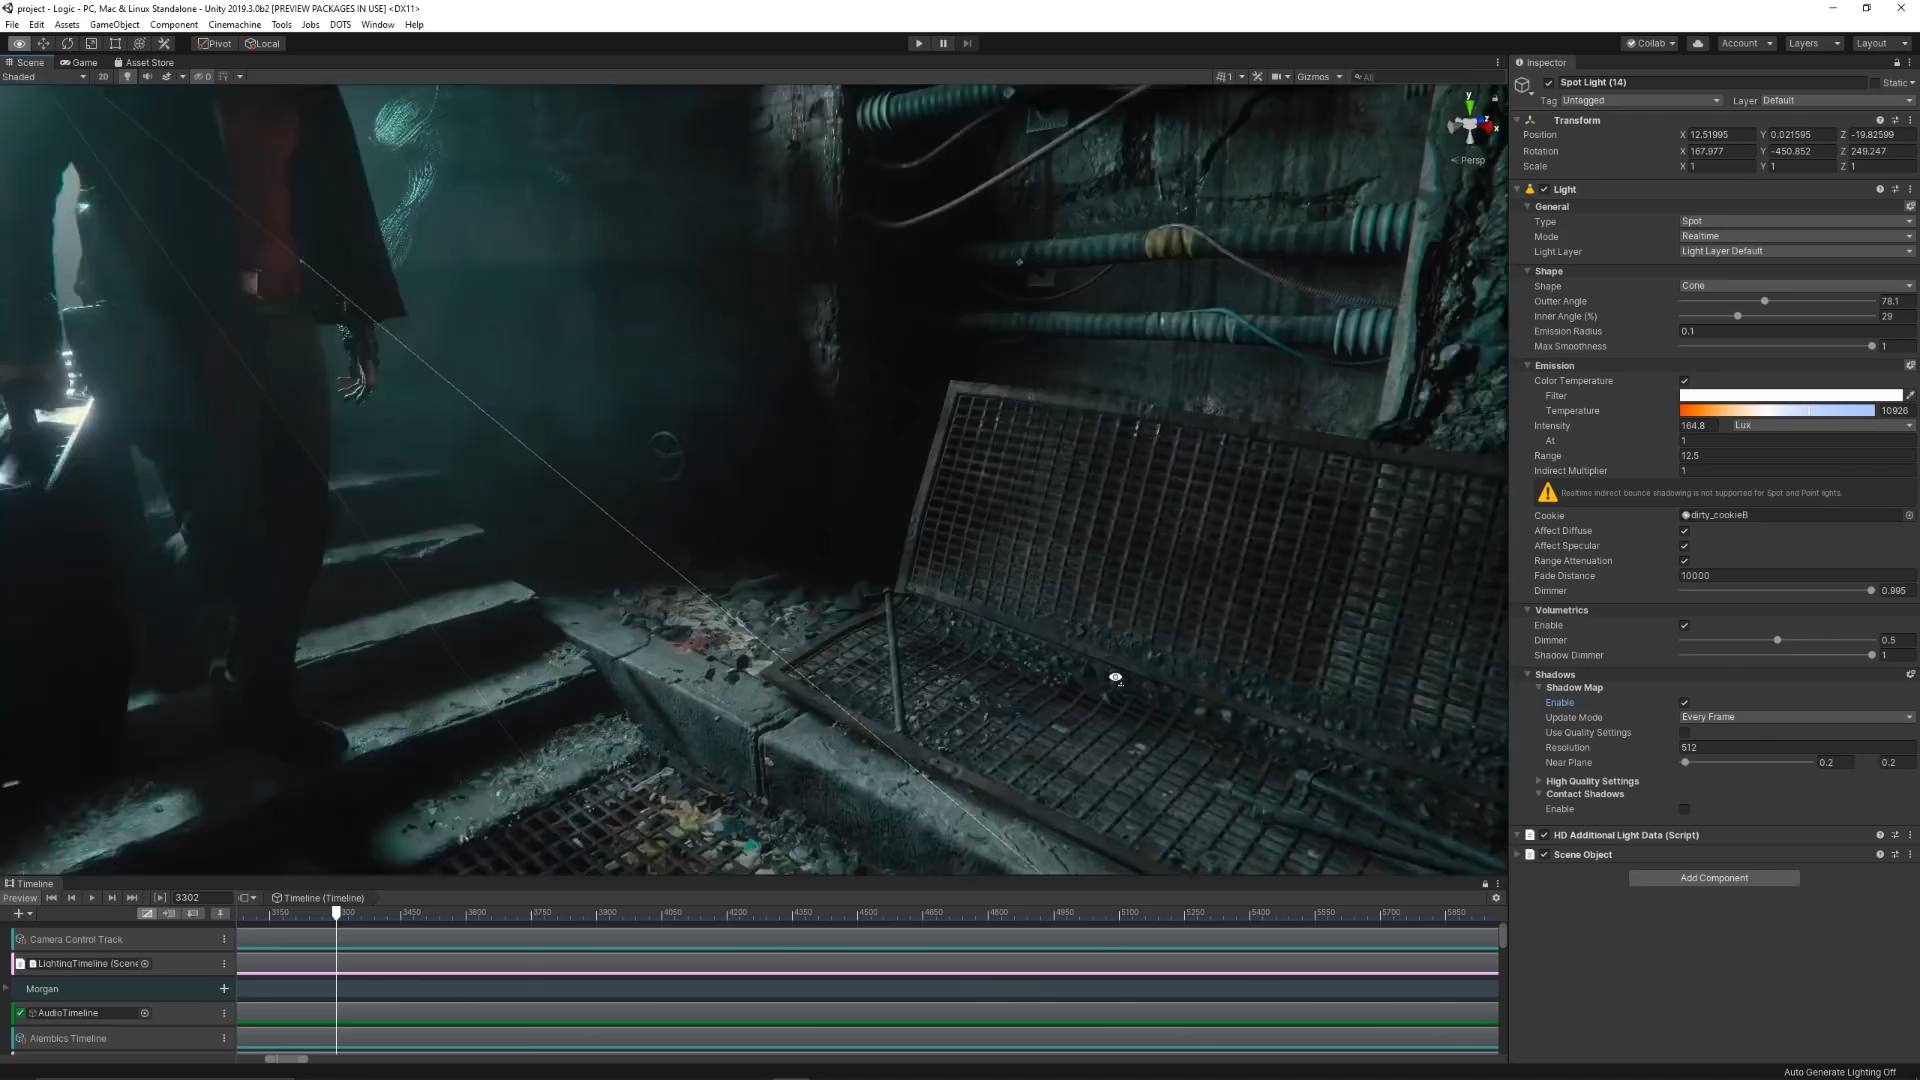 project - Logic - PC, Mac & Linux Standalone - Unity 2019.3.0b2 [PREVIEW PACKAGES IN USE] <DX11>
File Edit Assets GameObject Component Cinemachine Tools Jobs DOTS Window Help
Pivot Local Collab Account Layers Layout
Scene Game Asset Store
Shaded 2D 0 1 Gizmos All
y
z
x
< Persp
Inspector
Spot Light (14) Static
Tag Untagged Layer Default
Transform
Position X 12.51995 Y 0.021595 Z -19.82599
Rotation X 167.977 Y -450.852 Z 249.247
Scale X 1 Y 1 Z 1
Light
General
Type Spot
Mode Realtime
Light Layer Light Layer Default
Shape
Shape Cone
Outter Angle 78.1
Inner Angle (%) 29
Emission Radius 0.1
Max Smoothness 1
Emission
Color Temperature
Filter
Temperature 10926
Intensity 164.8 Lux
At 1
Range 12.5
Indirect Multiplier 1
Realtime indirect bounce shadowing is not supported for Spot and Point lights.
Cookie dirty_cookieB
Affect Diffuse
Affect Specular
Range Attenuation
Fade Distance 10000
Dimmer 0.995
Volumetrics
Enable
Dimmer 0.5
Shadow Dimmer 1
Shadows
Shadow Map
Enable
Update Mode Every Frame
Use Quality Settings
Resolution 512
Near Plane 0.2 0.2
High Quality Settings
Contact Shadows
Enable
HD Additional Light Data (Script)
Scene Object
Add Component
Timeline
Preview 3302 Timeline (Timeline)
3150 3300 3450 3600 3750 3900 4050 4200 4350 4500 4650 4800 4950 5100 5250 5400 5550 5700 5850
Camera Control Track
LightingTimeline (Scene
Morgan
AudioTimeline
Alembics Timeline
Auto Generate Lighting Off